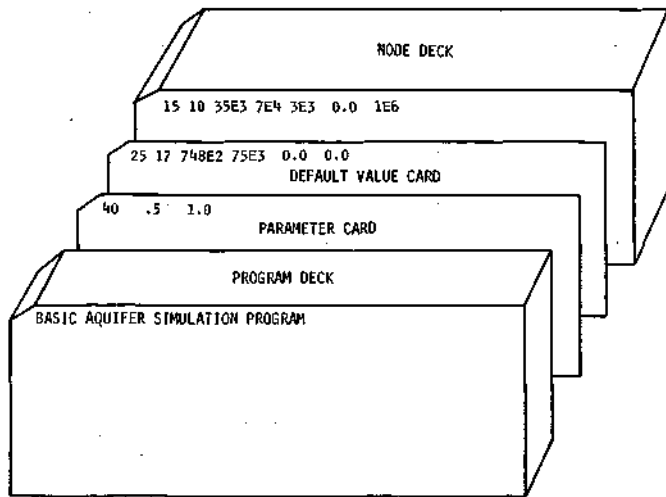 NODE DECK
15 10 35E3 7E4 3E3 0.0 1E6
25 17 748E2 75E3 0.0 0.0
DEFAULT VALUE CARD
40 .5 1.0
PARAMETER CARD
PROGRAM DECK
BASIC AQUIFER SIMULATION PROGRAM